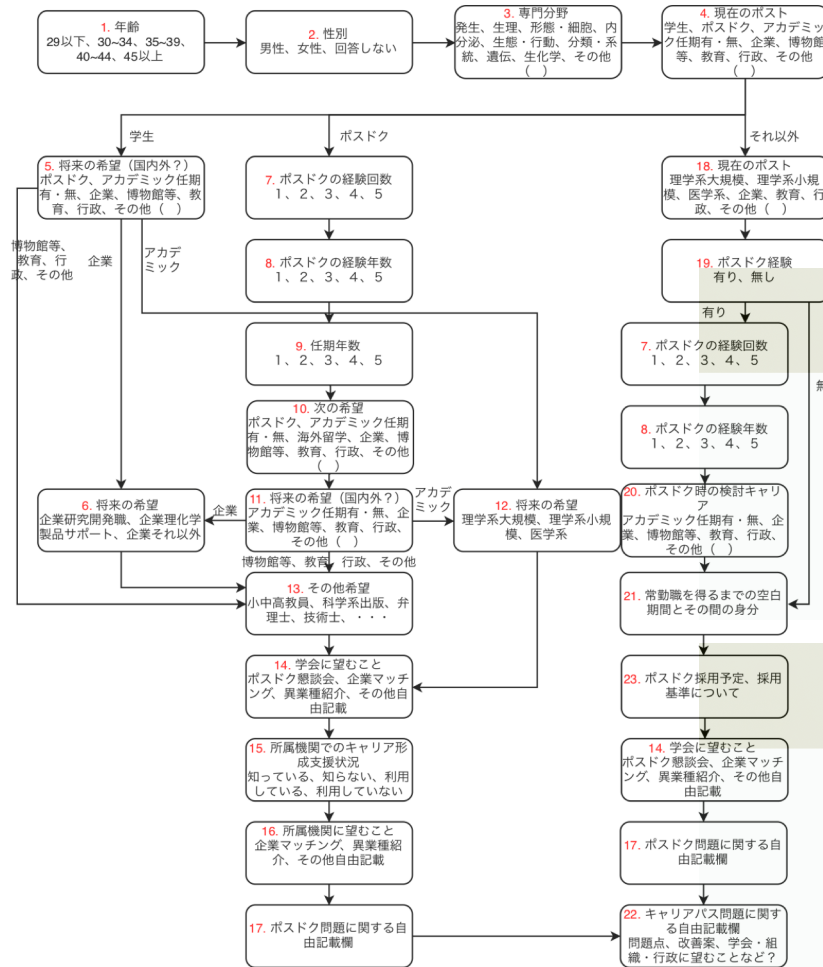 1. 年齢
29以下、30~34、35~39、
40~44、45以上
2. 性別
男性、女性、回答しない
3. 専門分野
発生、生理、形態・細胞、内
分泌、生態・行動、分類・系
統、遺伝、生化学、その他
（　）
4. 現在のポスト
学生、ポスドク、アカデミッ
ク任期有・無、企業、博物館
等、教育、行政、その他
（　）
学生
ポスドク
それ以外
5. 将来の希望（国内外？）
ポスドク、アカデミック任期
有・無、企業、博物館等、教
育、行政、その他（　）
7. ポスドクの経験回数
1、2、3、4、5
18. 現在のポスト
理学系大規模、理学系小規
模、医学系、企業、教育、行
政、その他（　）
博物館等、
教育、行
政、その他
企業
アカデ
ミック
8. ポスドクの経験年数
1、2、3、4、5
19. ポスドク経験
有り、無し
有り
無
9. 任期年数
1、2、3、4、5
7. ポスドクの経験回数
1、2、3、4、5
10. 次の希望
ポスドク、アカデミック任期
有・無、海外留学、企業、博
物館等、教育、行政、その他
（　）
8. ポスドクの経験年数
1、2、3、4、5
6. 将来の希望
企業研究開発職、企業理化学
製品サポート、企業それ以外
企業
11. 将来の希望（国内外？）
アカデミック任期有・無、企
業、博物館等、教育、行政、
その他（　）
アカデ
ミック
12. 将来の希望
理学系大規模、理学系小規
模、医学系
20. ポスドク時の検討キャリ
ア
アカデミック任期有・無、企
業、博物館等、教育、行政、
その他（　）
博物館等、教育、行政、その他
13. その他希望
小中高教員、科学系出版、弁
理士、技術士、・・・
21. 常勤職を得るまでの空白
期間とその間の身分
14. 学会に望むこと
ポスドク懇談会、企業マッチ
ング、異業種紹介、その他自
由記載
23. ポスドク採用予定、採用
基準について
15. 所属機関でのキャリア形
成支援状況
知っている、知らない、利用
している、利用していない
14. 学会に望むこと
ポスドク懇談会、企業マッチ
ング、異業種紹介、その他自
由記載
16. 所属機関に望むこと
企業マッチング、異業種紹
介、その他自由記載
17. ポスドク問題に関する自
由記載欄
17. ポスドク問題に関する自
由記載欄
22. キャリアパス問題に関す
る自由記載欄
問題点、改善案、学会・組
織・行政に望むことなど？